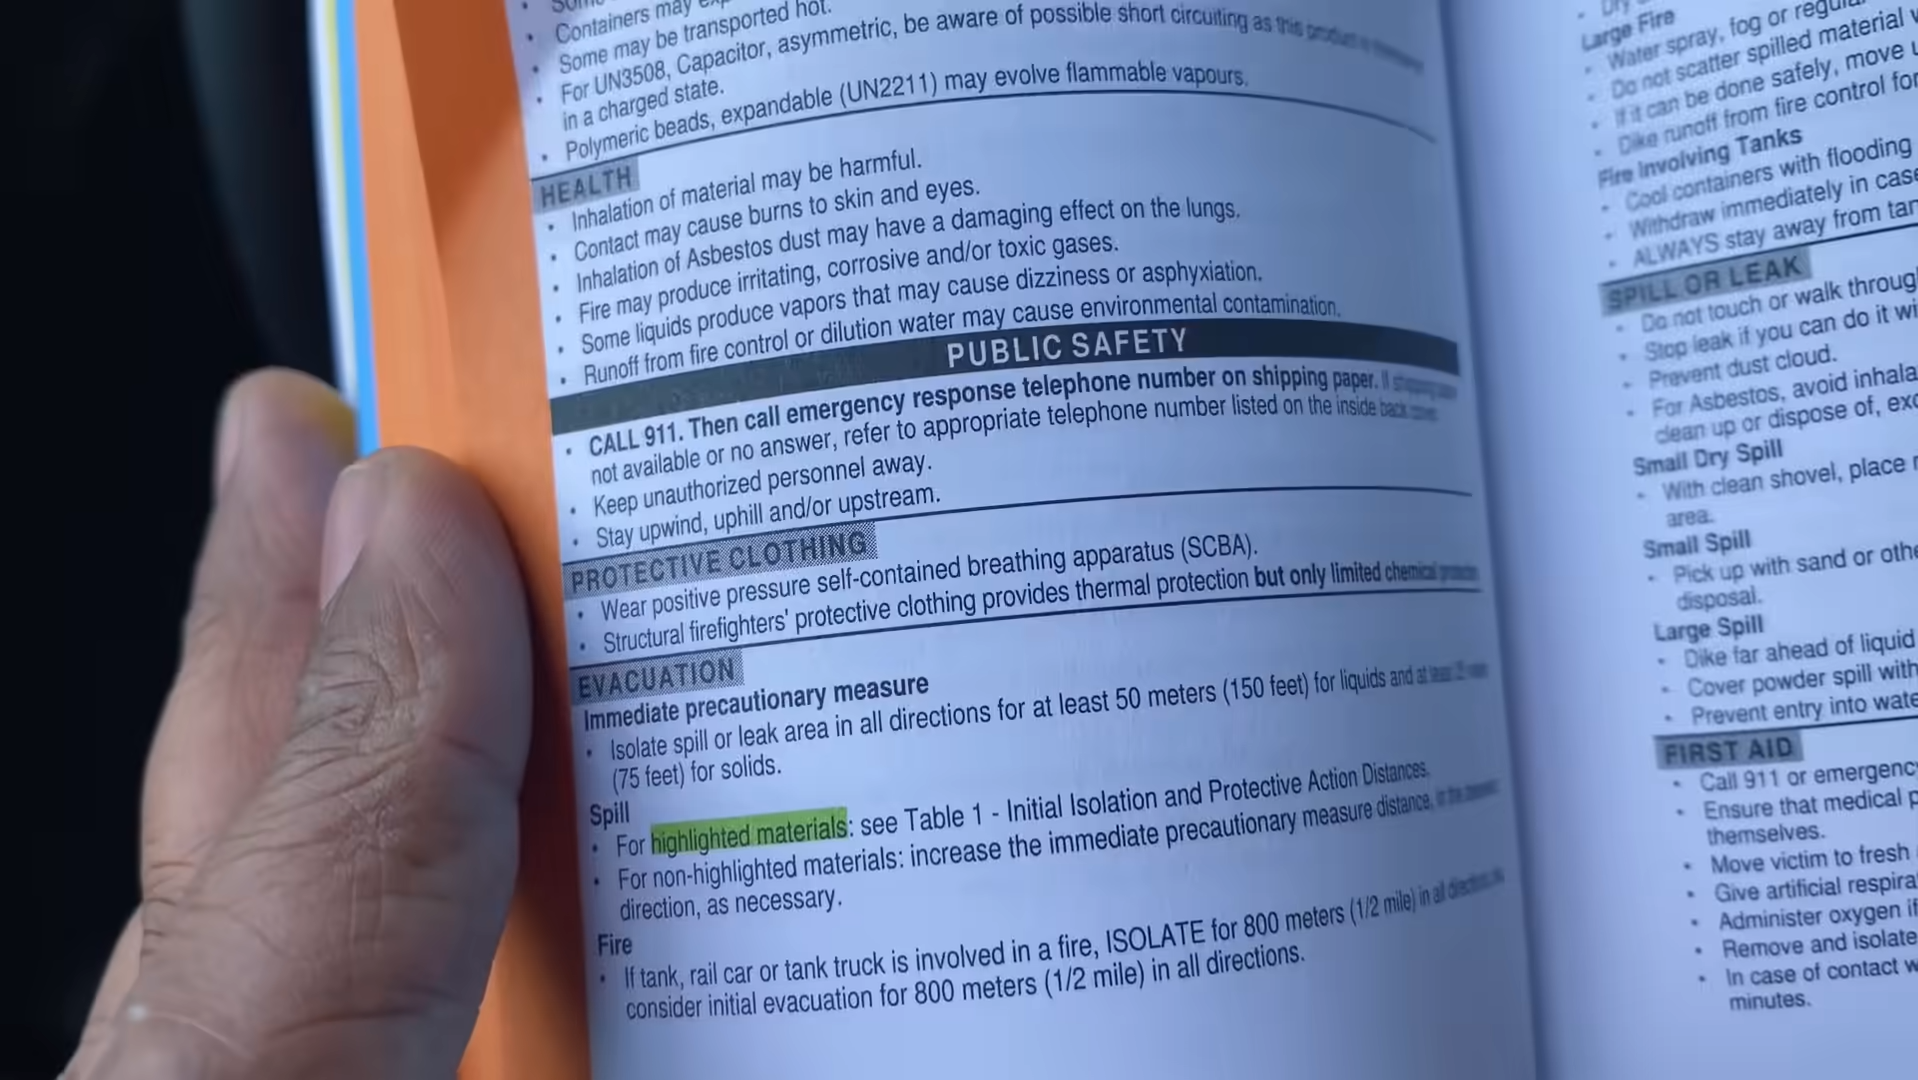 Containers may
Some may be transported hot.
For UN3508, Capacitor, asymmetric, be aware of possible short circuiting as this product is
in a charged state.
Polymeric beads, expandable (UN2211) may evolve flammable vapours.
HEALTH
Inhalation of material may be harmful.
Contact may cause burns to skin and eyes.
Inhalation of Asbestos dust may have a damaging effect on the lungs.
Fire may produce irritating, corrosive and/or toxic gases.
Some liquids produce vapors that may cause dizziness or asphyxiation.
Runoff from fire control or dilution water may cause environmental contamination.
PUBLIC SAFETY
CALL 911. Then call emergency response telephone number on shipping paper. If
not available or no answer, refer to appropriate telephone number listed on the inside back
Keep unauthorized personnel away.
Stay upwind, uphill and/or upstream.
PROTECTIVE CLOTHING
Wear positive pressure self-contained breathing apparatus (SCBA).
Structural firefighters' protective clothing provides thermal protection but only limited chemical
EVACUATION
Immediate precautionary measure
Isolate spill or leak area in all directions for at least 50 meters (150 feet) for liquids and at least
(75 feet) for solids.
Spill
For highlighted materials: see Table 1 - Initial Isolation and Protective Action Distances.
For non-highlighted materials: increase the immediate precautionary measure distance, in the
direction, as necessary.
Fire
If tank, rail car or tank truck is involved in a fire, ISOLATE for 800 meters (1/2 mile) in all directions
consider initial evacuation for 800 meters (1/2 mile) in all directions.
Large Fire
Water spray, fog or
Do not scatter spilled material
If it can be done safely, move
Dike runoff from fire control for
Fire Involving Tanks
Cool containers with flooding
Withdraw immediately in case
ALWAYS stay away from
SPILL OR LEAK
Do not touch or walk
Stop leak if you can do it
Prevent dust cloud.
For Asbestos, avoid
clean up or dispose of,
Small Dry Spill
With clean shovel, place
area.
Small Spill
Pick up with sand or
disposal.
Large Spill
Dike far ahead of liquid
Cover powder spill with
Prevent entry into
FIRST AID
Call 911 or
Ensure that medical
themselves.
Move victim to fresh
Give artificial
Administer oxygen if
Remove and isolate
In case of contact
minutes.